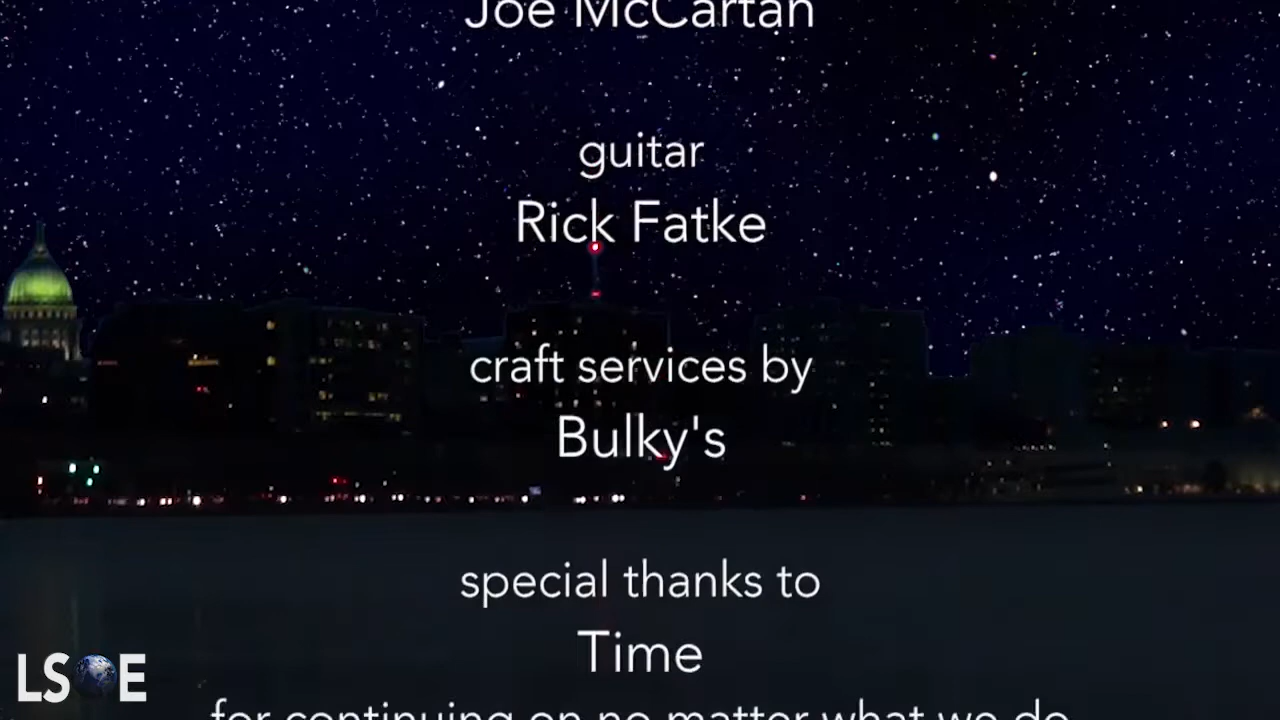 Joe McCartan
guitar
Rick Fatke
craft services by
Bulky's
special thanks to
Time
for continuing on no matter what we do
LS E